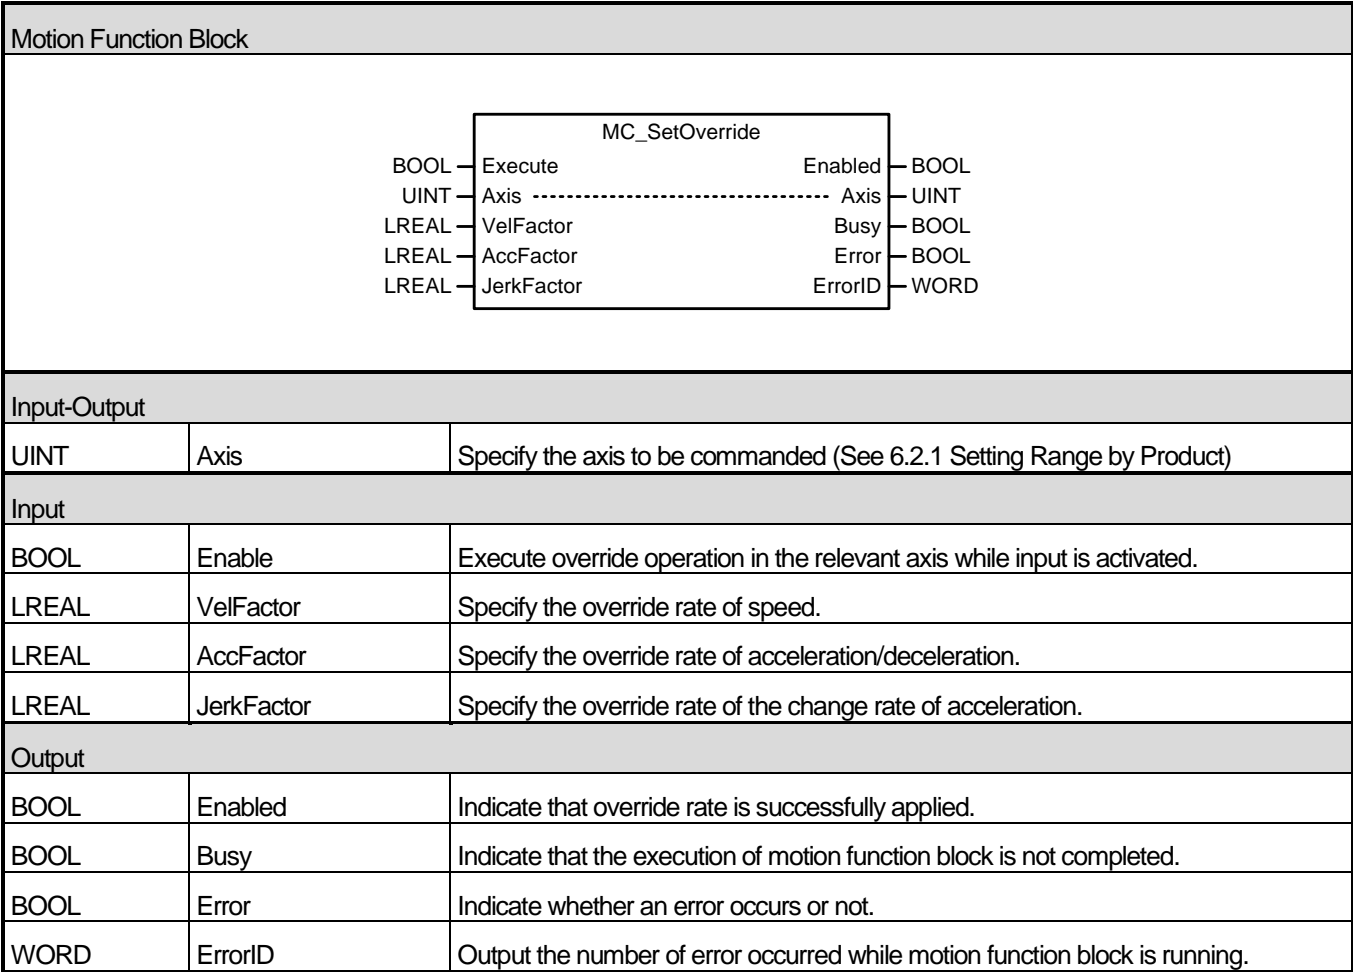 Motion Function Block
MC_SetOverride
BOOL Execute Enabled BOOL
UINT Axis Axis UINT
LREAL VelFactor Busy BOOL
LREAL AccFactor Error BOOL
LREAL JerkFactor ErrorID WORD
Input-Output
UINT Axis Specify the axis to be commanded (See 6.2.1 Setting Range by Product)
Input
BOOL Enable Execute override operation in the relevant axis while input is activated.
LREAL VelFactor Specify the override rate of speed.
LREAL AccFactor Specify the override rate of acceleration/deceleration.
LREAL JerkFactor Specify the override rate of the change rate of acceleration.
Output
BOOL Enabled Indicate that override rate is successfully applied.
BOOL Busy Indicate that the execution of motion function block is not completed.
BOOL Error Indicate whether an error occurs or not.
WORD ErrorID Output the number of error occurred while motion function block is running.